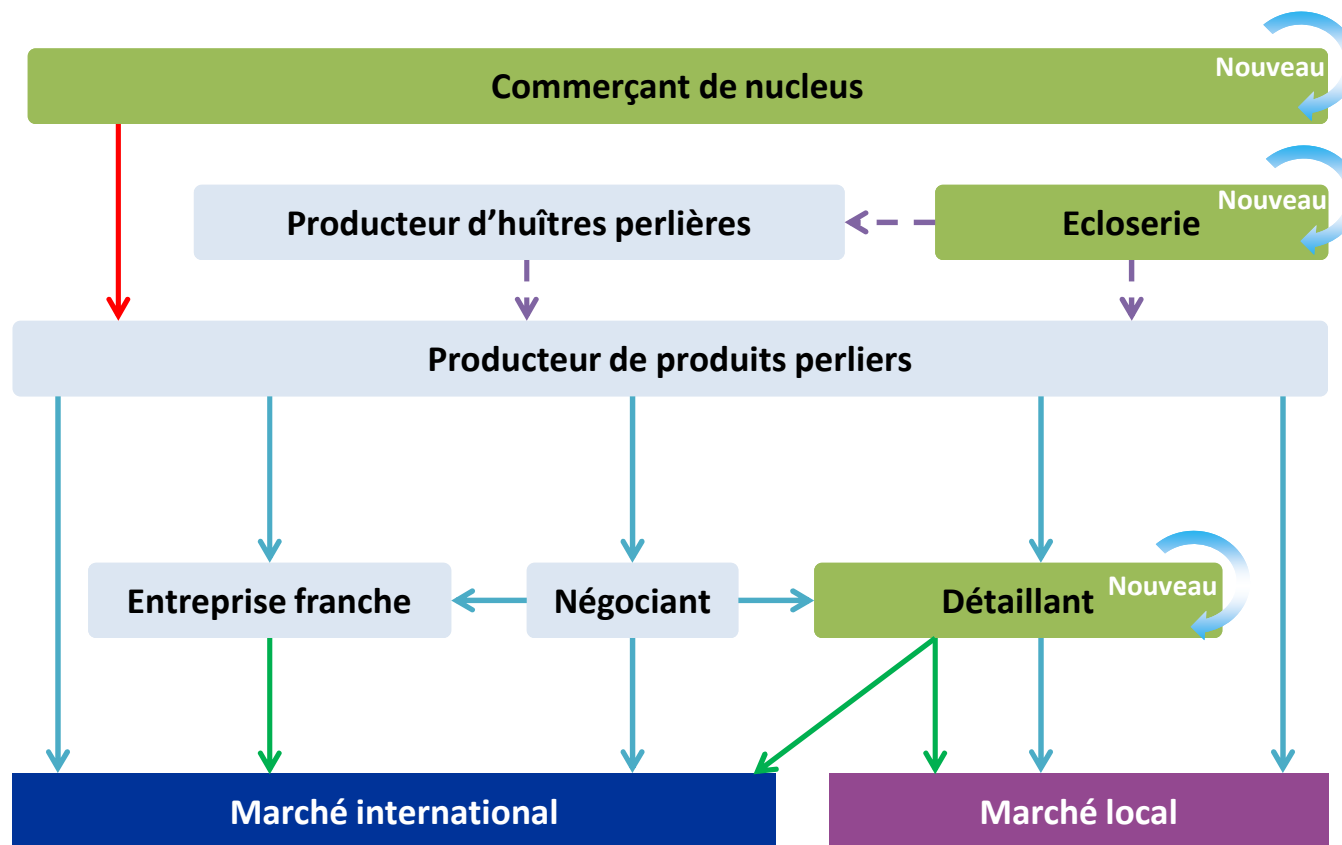 Nouveau
Commerçant de nucleus
Nouveau
Producteur d’huîtres perlières
Ecloserie
Producteur de produits perliers
Entreprise franche
Négociant
Détaillant
Nouveau
Marché international
Marché local